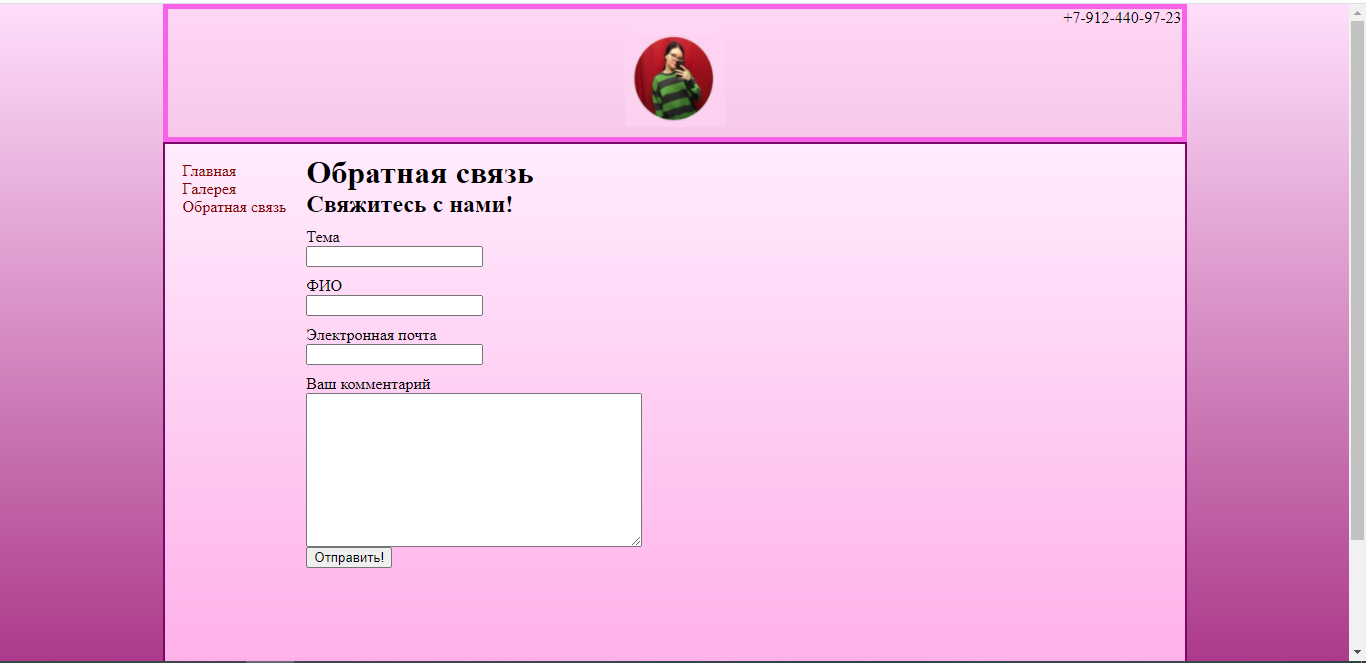 +7-912-440-97-23
Главная
Галерея
Обратная связь
Обратная связь
Свяжитесь с нами!
Тема
ФИО
Электронная почта
Ваш комментарий
Отправить!